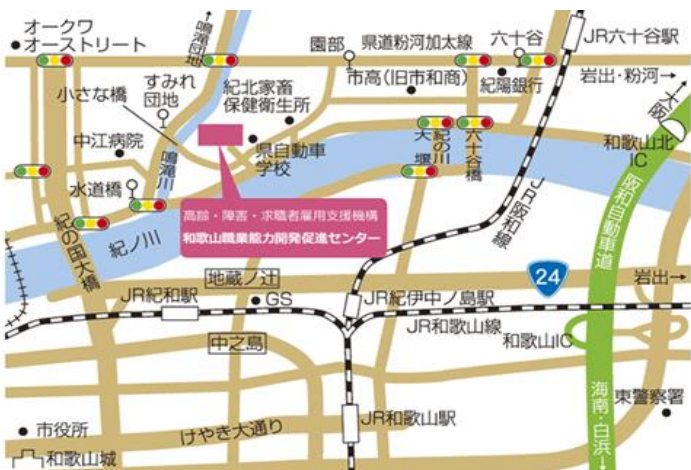 オークワ
オーストリート
↑鳴滝団地
園部
県道粉河加太線
六十谷
JR六十谷駅
すみれ
団地
小さな橋
紀北家畜
保健衛生所
市高(旧市和商)
紀陽銀行
岩出・粉河→
大阪
中江病院
県自動車
学校
紀の川
大堰
六十谷橋
和歌山北
IC
鳴滝川
水道橋
高齢・障害・求職者雇用支援機構
和歌山職業能力開発促進センター
JR阪和線
阪和自動車道
紀ノ川
紀の国大橋
地蔵ノ辻
24
岩出→
JR紀和駅
GS
JR紀伊中ノ島駅
JR和歌山線
和歌山IC
中之島
海南・白浜→
東警察署
市役所
けやき大通り
JR和歌山駅
和歌山城